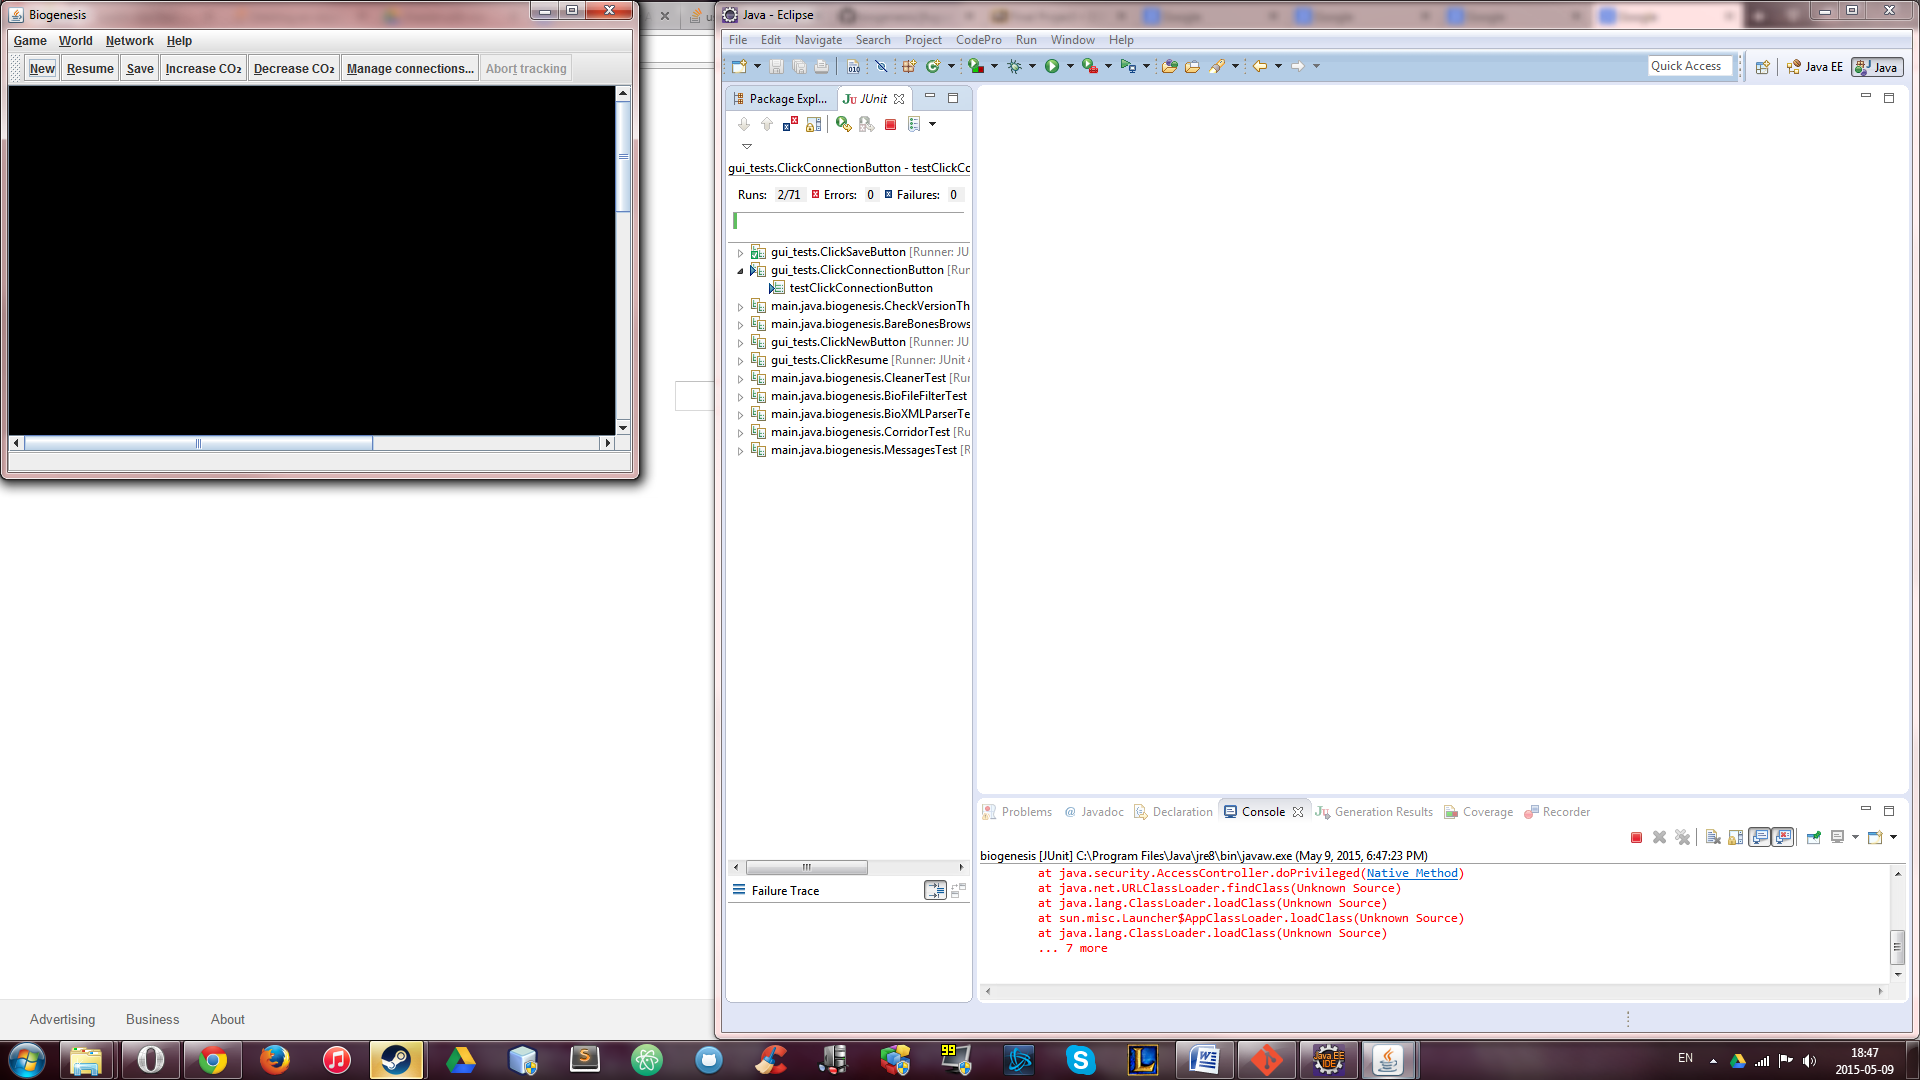 Biogenesis
Game World Network Help
New Resume Save Increase CO₂ Decrease CO₂ Manage connections... Abort tracking
Advertising Business About
Java - Eclipse
File Edit Navigate Search Project CodePro Run Window Help
Quick Access Java EE Java
Package Expl... JUnit
gui_tests.ClickConnectionButton - testClickCo
Runs: 2/71 Errors: 0 Failures: 0
gui_tests.ClickSaveButton [Runner: JU
gui_tests.ClickConnectionButton [Run
testClickConnectionButton
main.java.biogenesis.CheckVersionTh
main.java.biogenesis.BareBonesBrows
gui_tests.ClickNewButton [Runner: JU
gui_tests.ClickResume [Runner: JUnit 4
main.java.biogenesis.CleanerTest [Run
main.java.biogenesis.BioFileFilterTest
main.java.biogenesis.BioXMLParserTe
main.java.biogenesis.CorridorTest [Ru
main.java.biogenesis.MessagesTest [R
Failure Trace
Problems Javadoc Declaration Console Generation Results Coverage Recorder
biogenesis [JUnit] C:\Program Files\Java\jre8\bin\javaw.exe (May 9, 2015, 6:47:23 PM)
at java.security.AccessController.doPrivileged(Native Method)
at java.net.URLClassLoader.findClass(Unknown Source)
at java.lang.ClassLoader.loadClass(Unknown Source)
at sun.misc.Launcher$AppClassLoader.loadClass(Unknown Source)
at java.lang.ClassLoader.loadClass(Unknown Source)
... 7 more
EN 18:47
2015-05-09